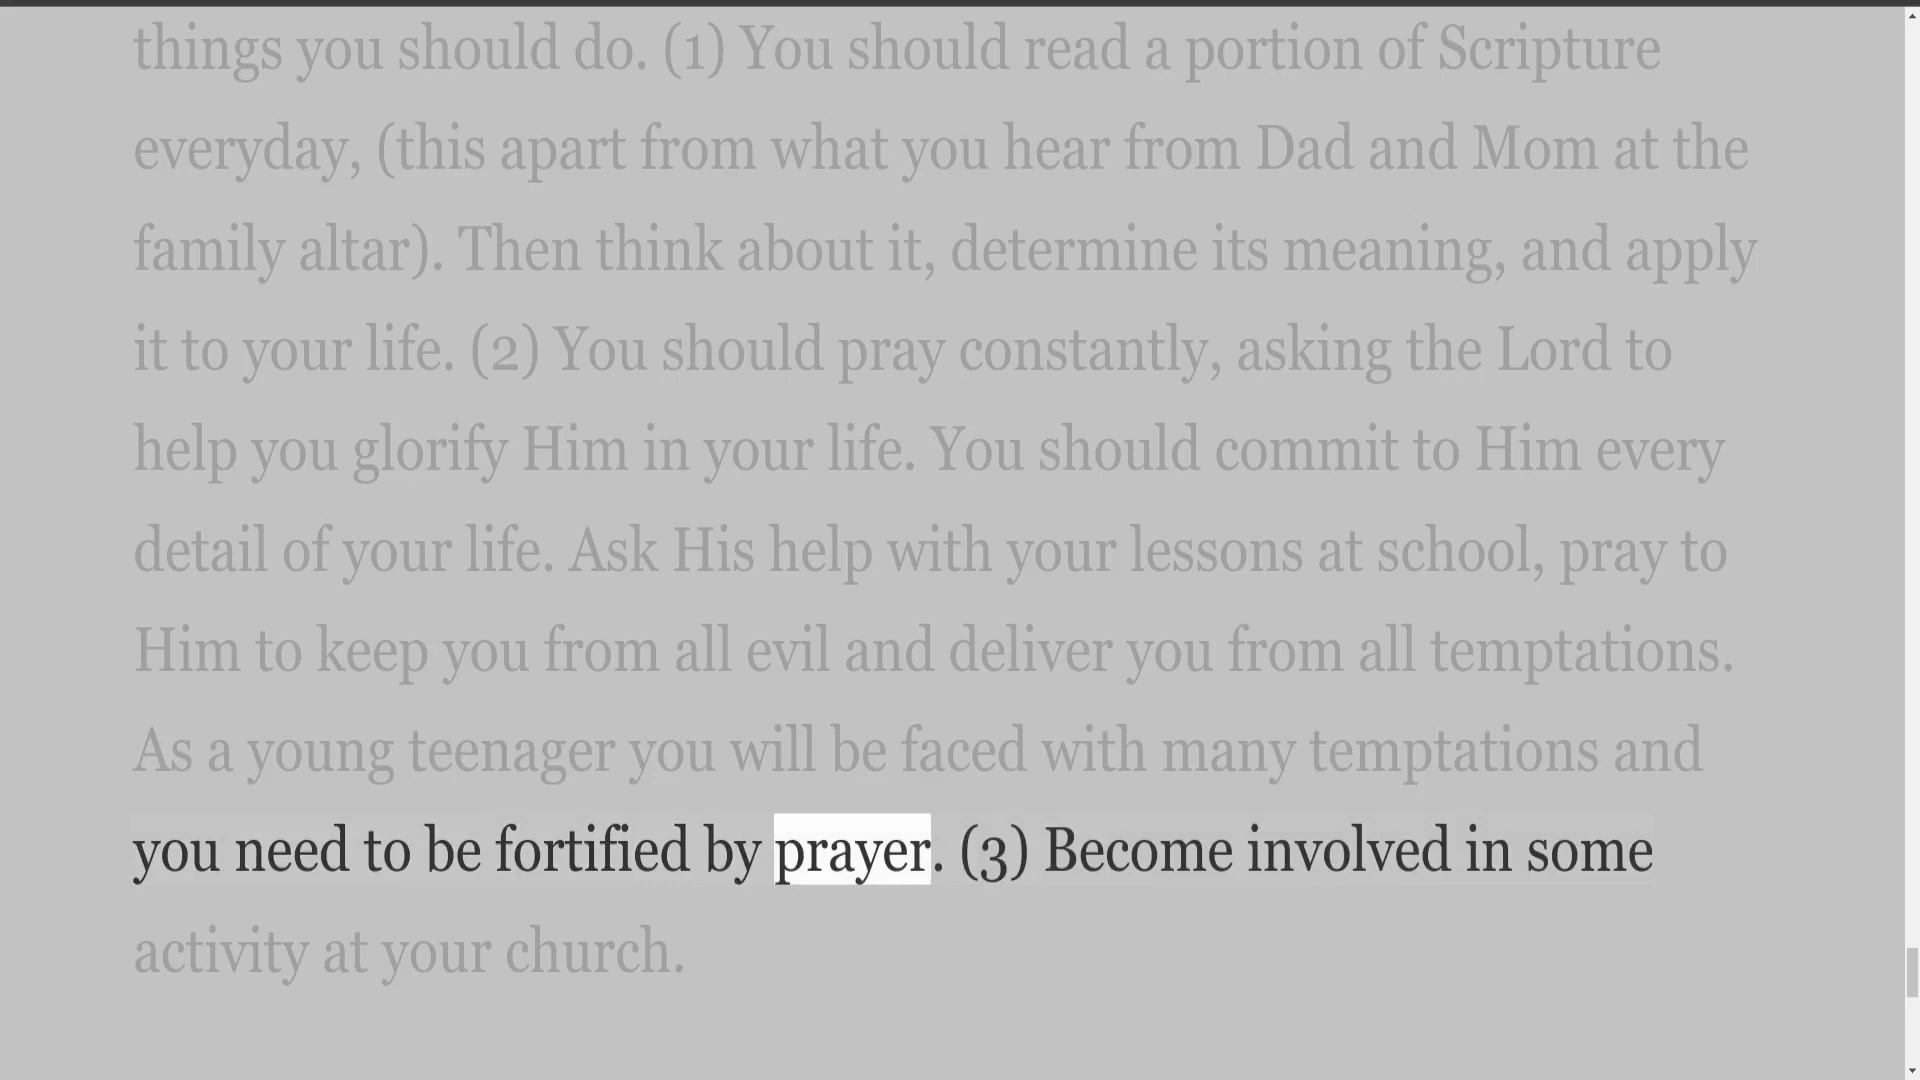 things you should do. (1) You should read a portion of Scripture
everyday, (this apart from what you hear from Dad and Mom at the
family altar). Then think about it, determine its meaning, and apply
it to your life. (2) You should pray constantly, asking the Lord to
help you glorify Him in your life. You should commit to Him every
detail of your life. Ask His help with your lessons at school, pray to
Him to keep you from all evil and deliver you from all temptations.
As a young teenager you will be faced with many temptations and
you need to be fortified by prayer. (3) Become involved in some
activity at your church.